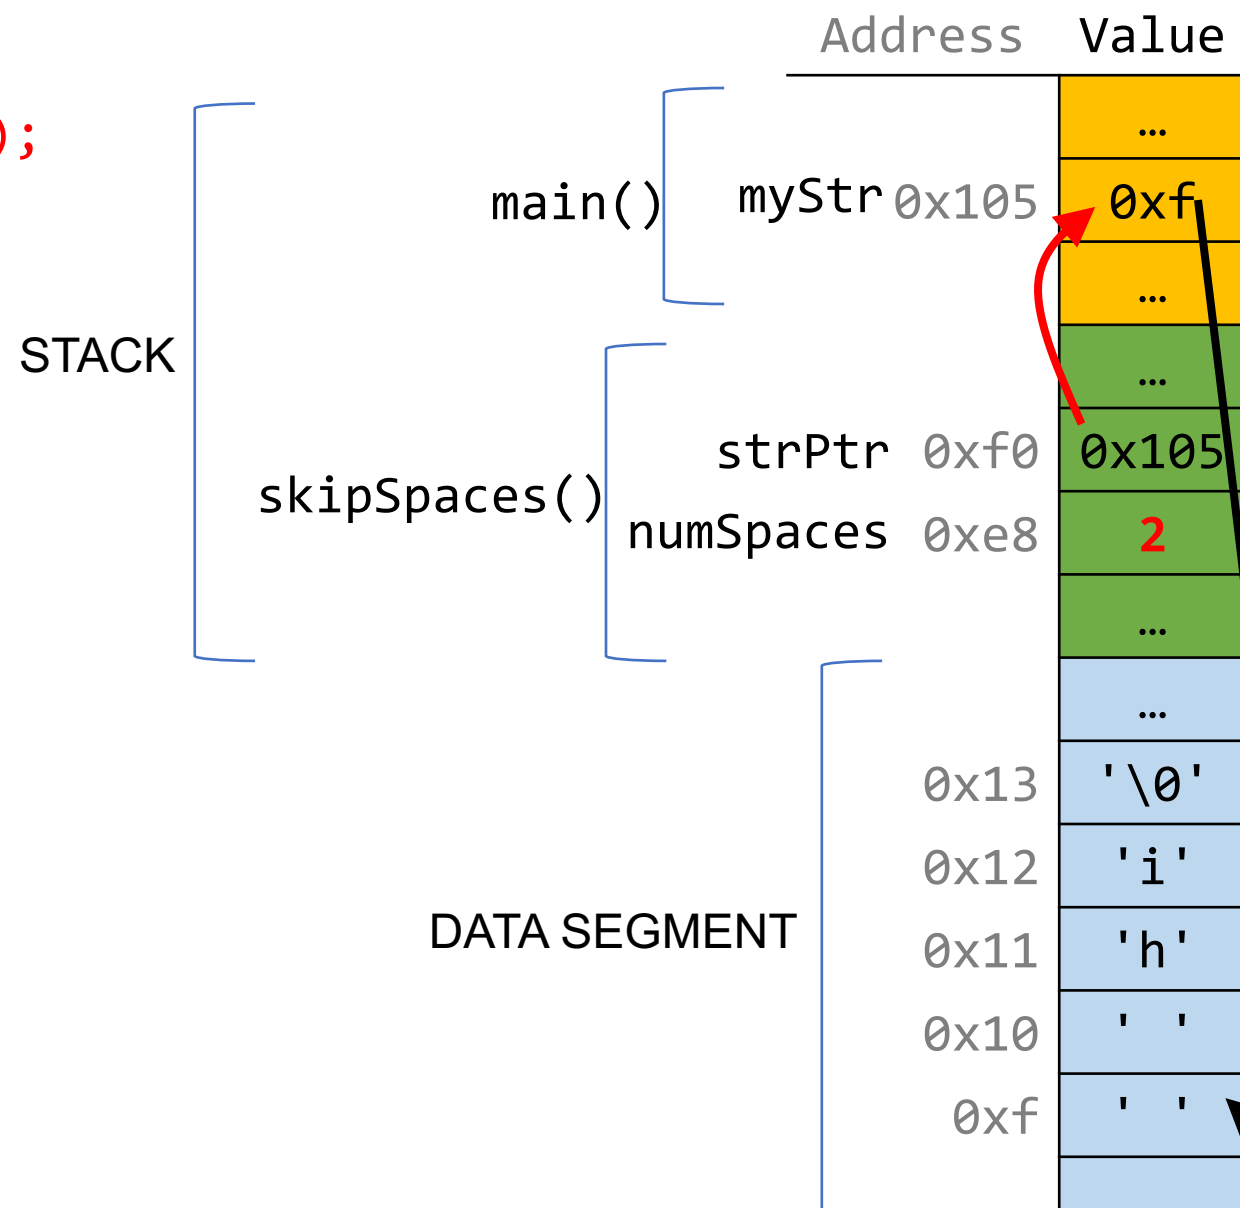 Address Value
);
…
main() myStr 0x105 0xf
…
STACK
…
strPtr 0xf0 0x105
skipSpaces()
numSpaces 0xe8 2
…
…
0x13 '\0'
0x12 'i'
DATA SEGMENT
0x11 'h'
0x10 ' '
0xf ' '